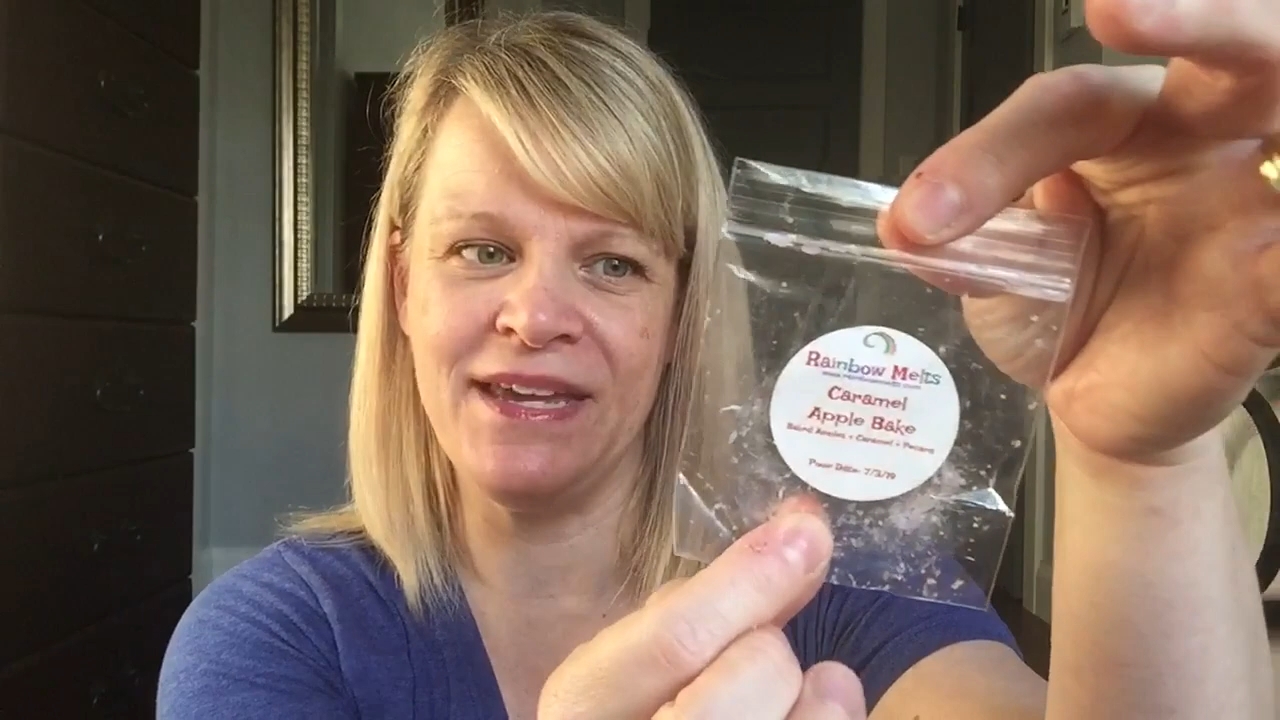 Rainbow Melts
Caramel
Apple Bake
Baked Apples + Caramel + Pecans
Pour Date: 7/3/19